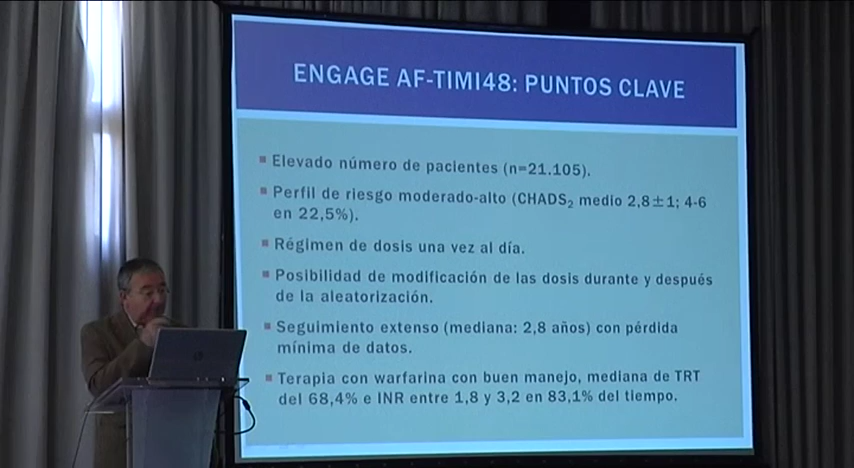 ENGAGE AF-TIMI48: PUNTOS CLAVE
Elevado número de pacientes (n=21.105).
Perfil de riesgo moderado-alto (CHADS₂ medio 2,8±1; 4-6
en 22,5%).
Régimen de dosis una vez al día.
Posibilidad de modificación de las dosis durante y después
de la aleatorización.
Seguimiento extenso (mediana: 2,8 años) con pérdida
mínima de datos.
Terapia con warfarina con buen manejo, mediana de TRT
del 68,4% e INR entre 1,8 y 3,2 en 83,1% del tiempo.